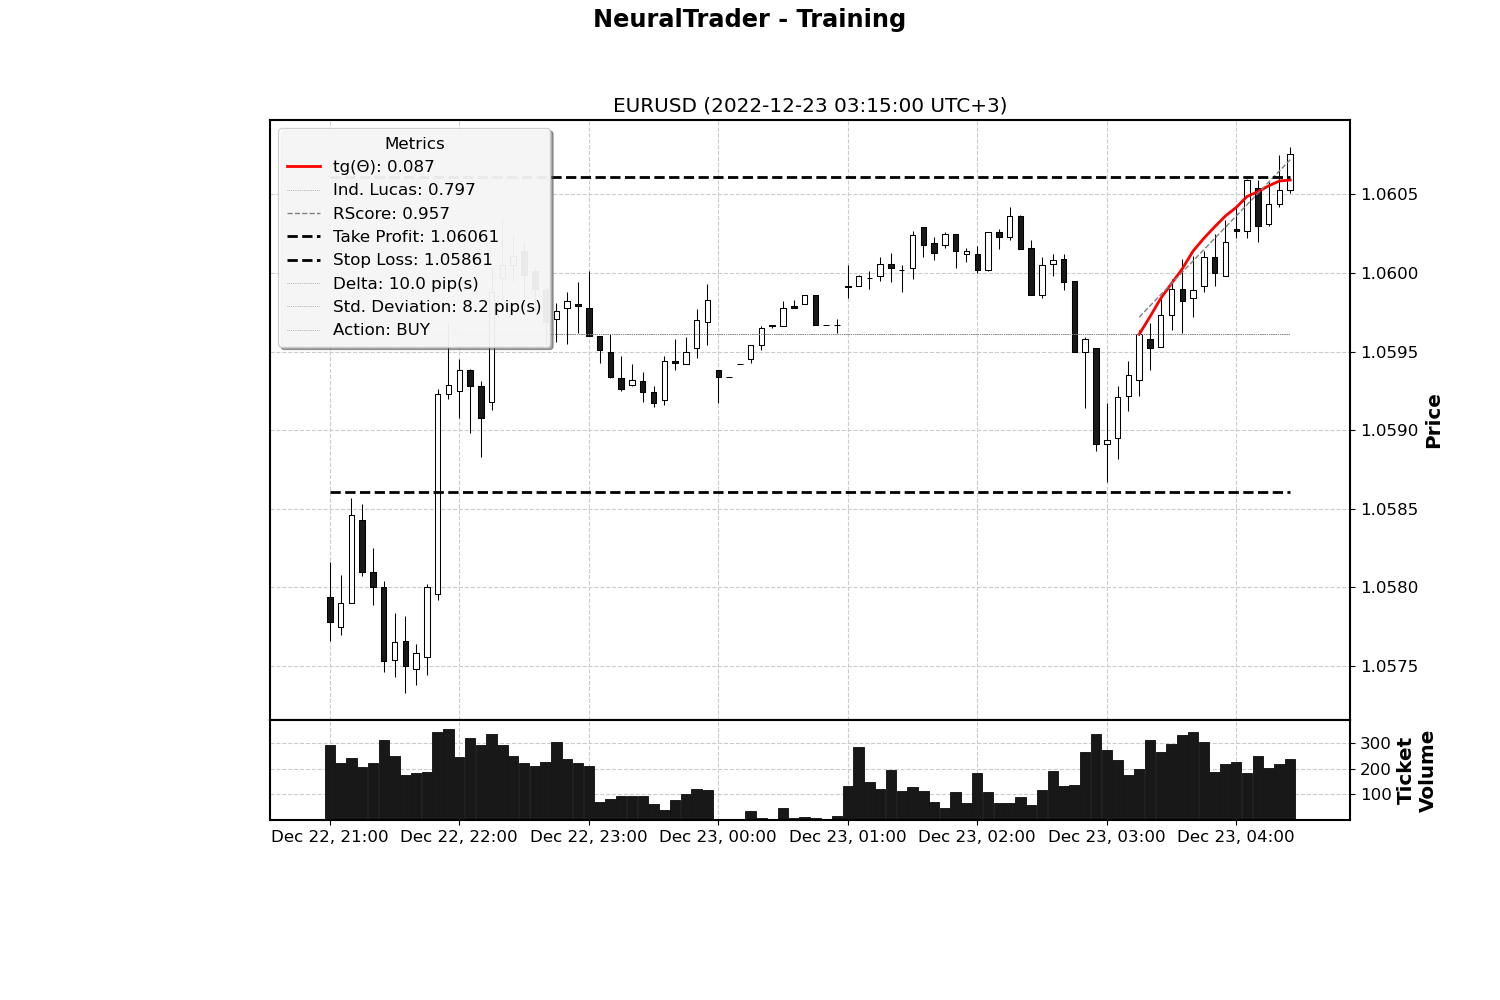 NeuralTrader - Training
EURUSD (2022-12-23 03:15:00 UTC+3)
Metrics
tg(Θ): 0.087
Ind. Lucas: 0.797
RScore: 0.957
Take Profit: 1.06061
Stop Loss: 1.05861
Delta: 10.0 pip(s)
Std. Deviation: 8.2 pip(s)
Action: BUY
1.0605
1.0600
1.0595
1.0590
1.0585
1.0580
1.0575
Price
300
200
100
Ticket
Volume
Dec 22, 21:00 Dec 22, 22:00 Dec 22, 23:00 Dec 23, 00:00 Dec 23, 01:00 Dec 23, 02:00 Dec 23, 03:00 Dec 23, 04:00